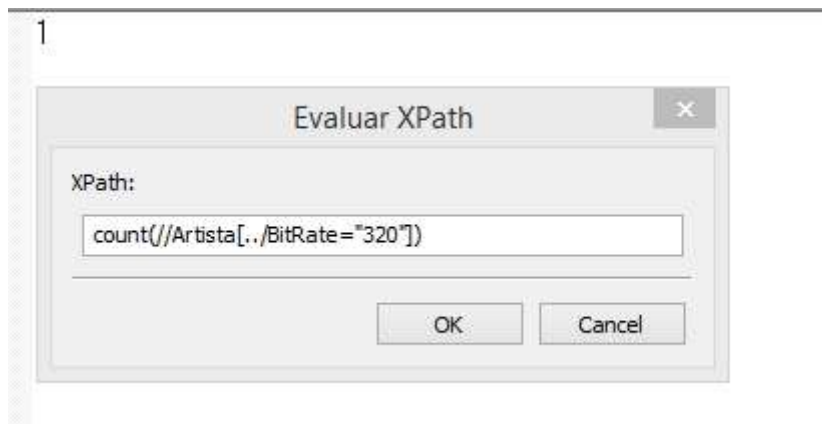 1
Evaluar XPath
×
XPath:
count(//Artista[../BitRate="320"])
OK Cancel